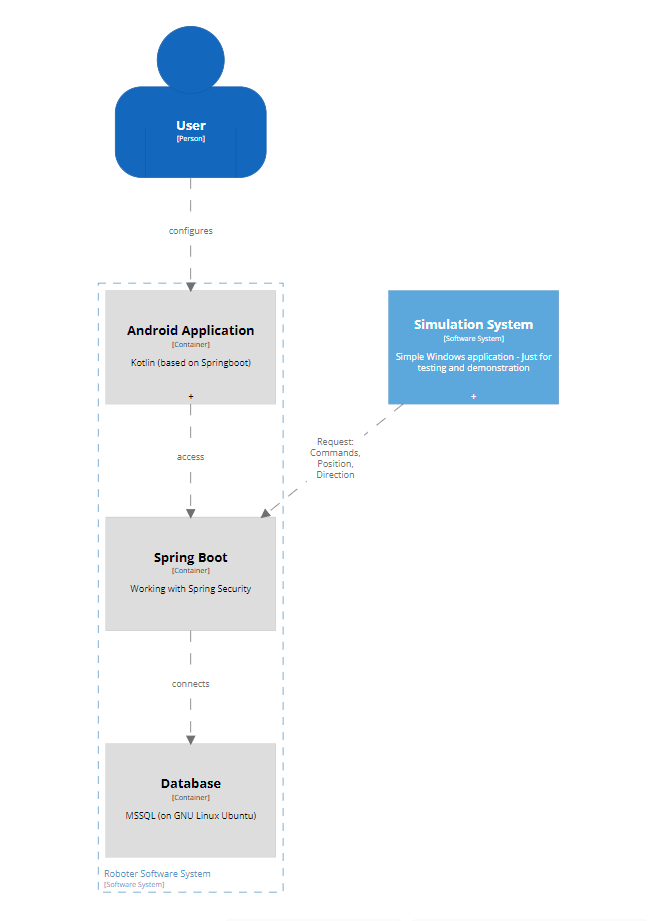 User
[Person]
configures
Android Application
[Container]
Kotlin (based on Springboot)
+
Simulation System
[Software System]
Simple Windows application - Just for
testing and demonstration
+
access
Request:
Commands,
Position,
Direction
Spring Boot
[Container]
Working with Spring Security
connects
Database
[Container]
MSSQL (on GNU Linux Ubuntu)
Roboter Software System
[Software System]